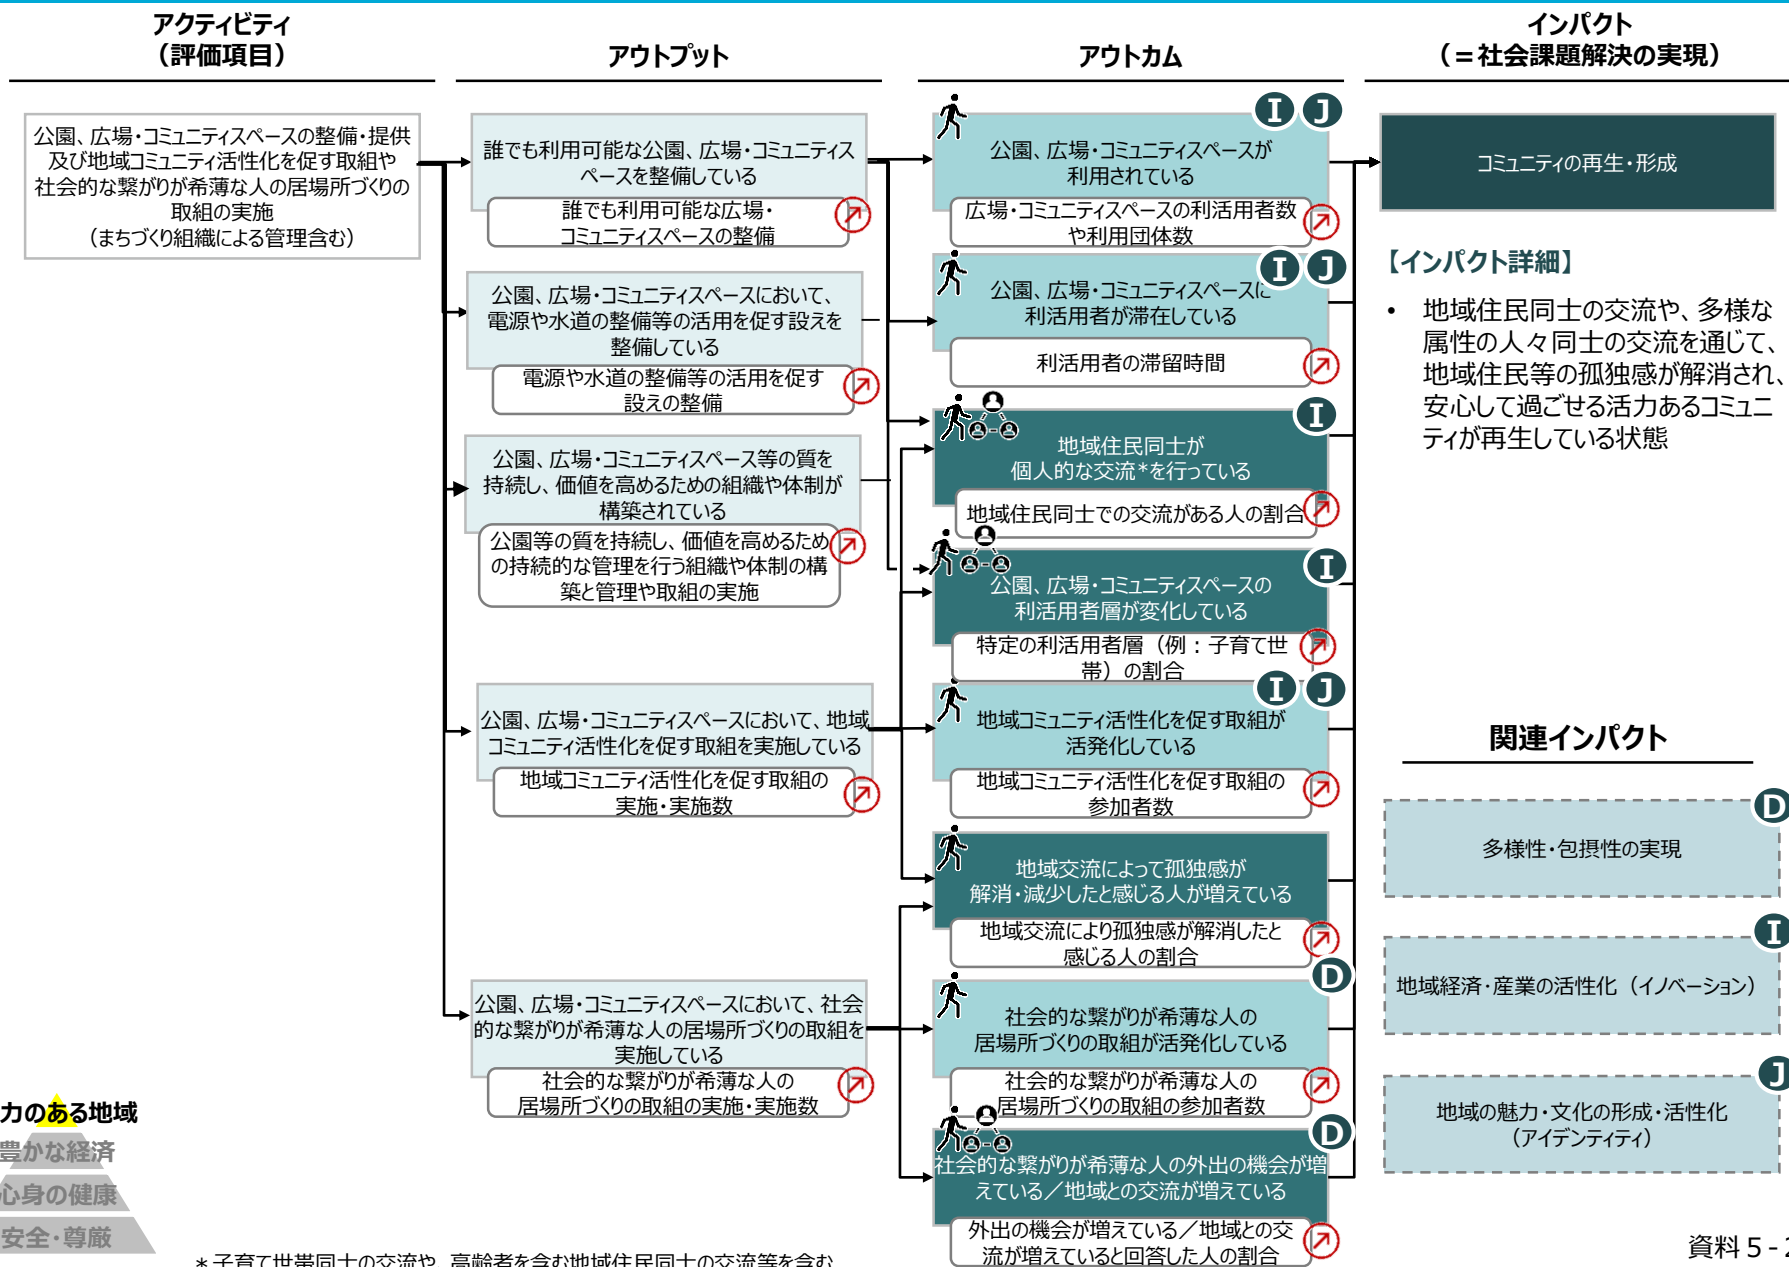 アクティビティ
（評価項目）
アウトプット
アウトカム
インパクト
（＝社会課題解決の実現）
公園、広場・コミュニティスペースの整備・提供
及び地域コミュニティ活性化を促す取組や
社会的な繋がりが希薄な人の居場所づくりの
取組の実施
（まちづくり組織による管理含む）
誰でも利用可能な公園、広場・コミュニティス
ペースを整備している
誰でも利用可能な広場・
コミュニティスペースの整備
公園、広場・コミュニティスペースにおいて、
電源や水道の整備等の活用を促す設えを
整備している
電源や水道の整備等の活用を促す
設えの整備
公園、広場・コミュニティスペース等の質を
持続し、価値を高めるための組織や体制が
構築されている
公園等の質を持続し、価値を高めるため
の持続的な管理を行う組織や体制の構
築と管理や取組の実施
公園、広場・コミュニティスペースにおいて、地域
コミュニティ活性化を促す取組を実施している
地域コミュニティ活性化を促す取組の
実施・実施数
公園、広場・コミュニティスペースにおいて、社会
的な繋がりが希薄な人の居場所づくりの取組を
実施している
社会的な繋がりが希薄な人の
居場所づくりの取組の実施・実施数
I J
公園、広場・コミュニティスペースが
利用されている
広場・コミュニティスペースの利活用者数
や利用団体数
I J
公園、広場・コミュニティスペースに
利活用者が滞在している
利活用者の滞留時間
I
地域住民同士が
個人的な交流*を行っている
地域住民同士での交流がある人の割合
I
公園、広場・コミュニティスペースの
利活用者層が変化している
特定の利活用者層（例：子育て世
帯）の割合
I J
地域コミュニティ活性化を促す取組が
活発化している
地域コミュニティ活性化を促す取組の
参加者数
地域交流によって孤独感が
解消・減少したと感じる人が増えている
地域交流により孤独感が解消したと
感じる人の割合
D
社会的な繋がりが希薄な人の
居場所づくりの取組が活発化している
社会的な繋がりが希薄な人の
居場所づくりの取組の参加者数
D
社会的な繋がりが希薄な人の外出の機会が増
えている／地域との交流が増えている
外出の機会が増えている／地域との交
流が増えていると回答した人の割合
コミュニティの再生・形成
【インパクト詳細】
• 地域住民同士の交流や、多様な
属性の人々同士の交流を通じて、
地域住民等の孤独感が解消され、
安心して過ごせる活力あるコミュニ
ティが再生している状態
関連インパクト
D
多様性・包摂性の実現
I
地域経済・産業の活性化（イノベーション）
J
地域の魅力・文化の形成・活性化
（アイデンティティ）
力のある地域
豊かな経済
心身の健康
安全・尊厳
＊子育て世帯同士の交流や、高齢者を含む地域住民同士の交流等を含む
資料５-2